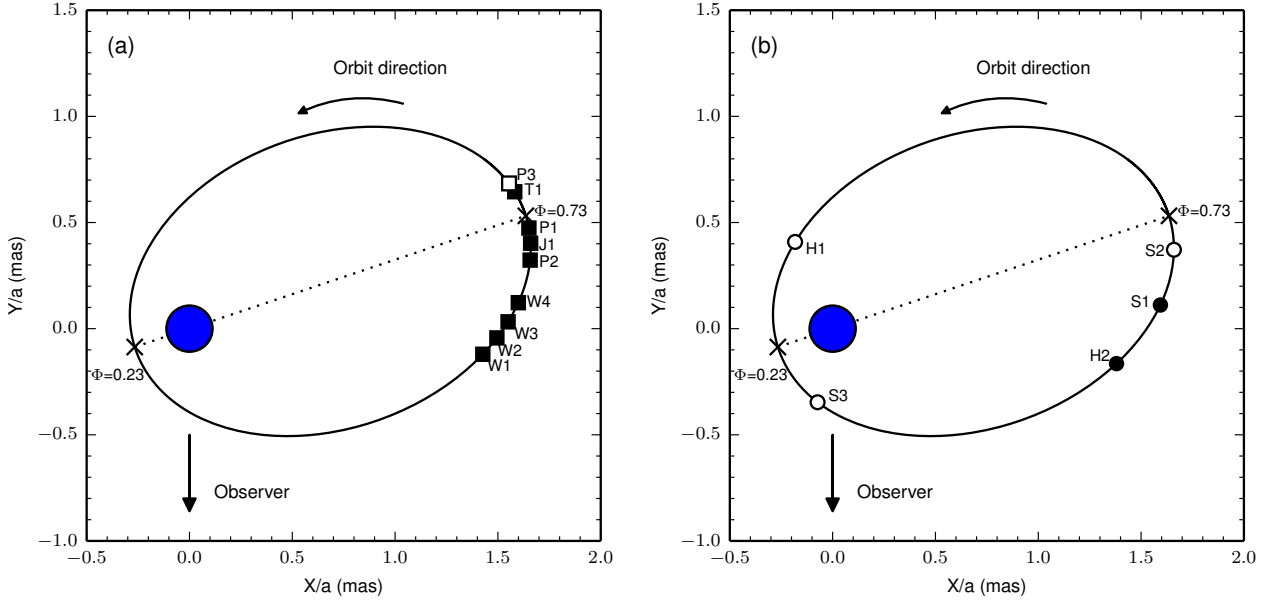 (a)
Orbit direction
P3
T1
Φ=0.73
P1
J1
P2
W4
W3
W2
W1
Φ=0.23
Observer
1.5
1.0
0.5
0.0
−0.5
−1.0
−0.5 0.0 0.5 1.0 1.5 2.0
X/a (mas)
Y/a (mas)
(b)
Orbit direction
Φ=0.73
H1
S2
S1
H2
Φ=0.23
S3
Observer
1.5
1.0
0.5
0.0
−0.5
−1.0
−0.5 0.0 0.5 1.0 1.5 2.0
X/a (mas)
Y/a (mas)